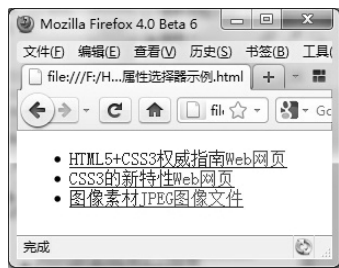 Mozilla Firefox 4.0 Beta 6
文件(F) 编辑(E) 查看(V) 历史(S) 书签(B) 工具(
file:///F:/H...属性选择器示例.html
fil
Go
• HTML5+CSS3权威指南Web网页
• CSS3的新特性Web网页
• 图像素材JPEG图像文件
完成